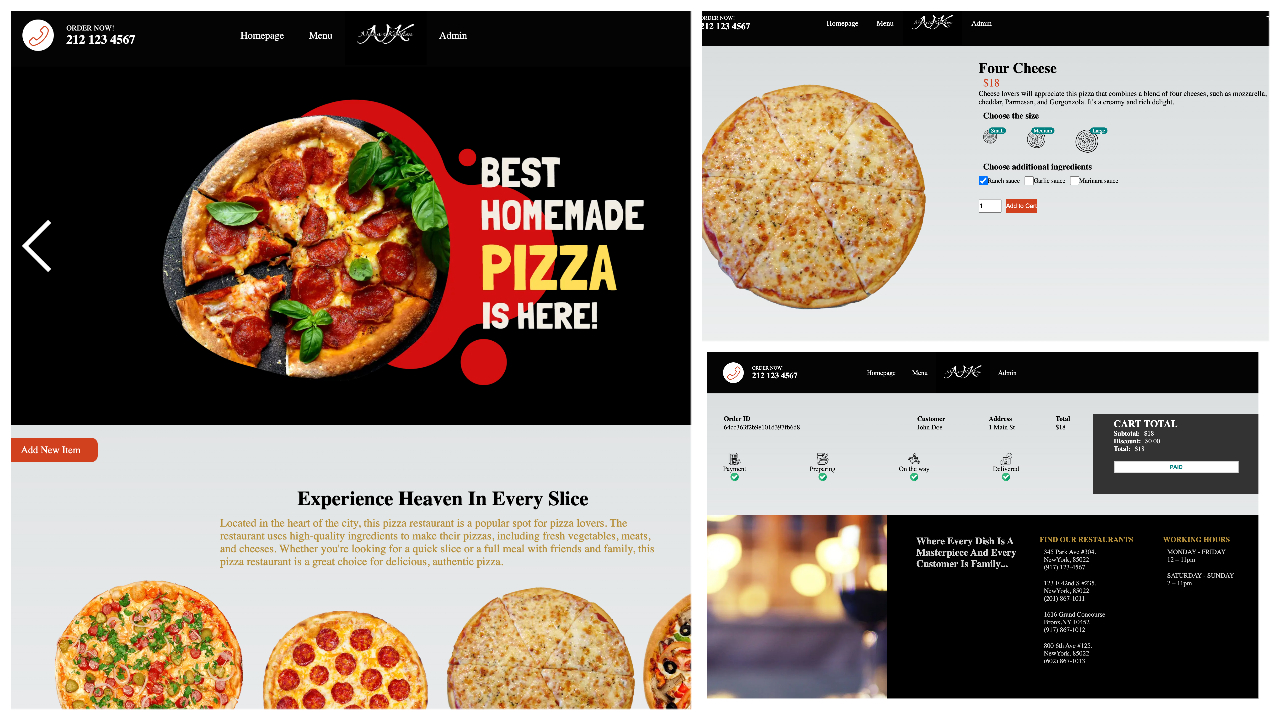 ORDER NOW!
212 123 4567
Homepage
Menu
Admin
BEST
HOMEMADE
PIZZA
IS HERE!
Add New Item
Experience Heaven In Every Slice
Located in the heart of the city, this pizza restaurant is a popular spot for pizza lovers. The
restaurant uses high-quality ingredients to make their pizzas, including fresh vegetables, meats,
and cheeses. Whether you're looking for a quick slice or a full meal with friends and family, this
pizza restaurant is a great choice for delicious, authentic pizza.
ORDER NOW!
212 123 4567
Homepage
Menu
Admin
Four Cheese
$18
Cheese lovers will appreciate this pizza that combines a blend of four cheeses, such as mozzarella,
cheddar, Parmesan, and Gorgonzola. It's a creamy and rich delight.
Choose the size
Small
Medium
Large
Choose additional ingredients
Ranch sauce
Garlic sauce
Marinara sauce
1
Add to Cart
ORDER NOW!
212 123 4567
Homepage
Menu
Admin
Order ID
Customer
Address
Total
John Doe
1 Main St
$18
Payment
Preparing
On the way
Delivered
CART TOTAL
Subtotal: $18
Discount: $0.00
Total: $18
PAID
Where Every Dish Is A
Masterpiece And Every
Customer Is Family...
FIND OUR RESTAURANTS
345 Park Ave #304.
NewYork, 85022
(917) 123-4567
NewYork, 85022
(201) 867-1011
1616 Grand Concourse
Bronx,NY 10452
(917) 867-1012
800 6th Ave #125.
NewYork, 85022
(602) 867-1013
WORKING HOURS
MONDAY - FRIDAY
12 – 11pm
SATURDAY - SUNDAY
2 – 11pm